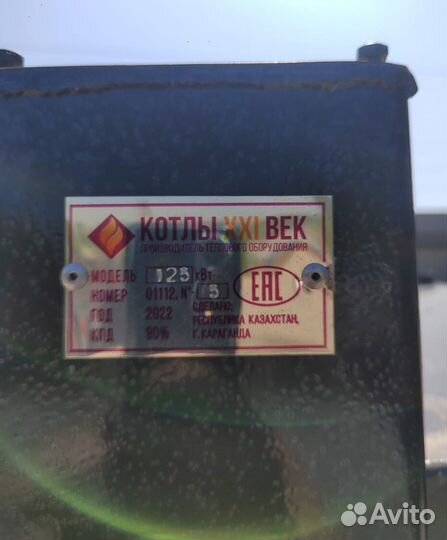 КОТЛЫ XXI ВЕК
ПРОИЗВОДИТЕЛЬ ТЕПЛОВОГО ОБОРУДОВАНИЯ
МОДЕЛЬ 125 кВт
НОМЕР 01112, №- 5
ГОД 2022
КПД 90%
СДЕЛАНО:
РЕСПУБЛИКА КАЗАХСТАН,
Г. КАРАГАНДА
ЕАС
Avito